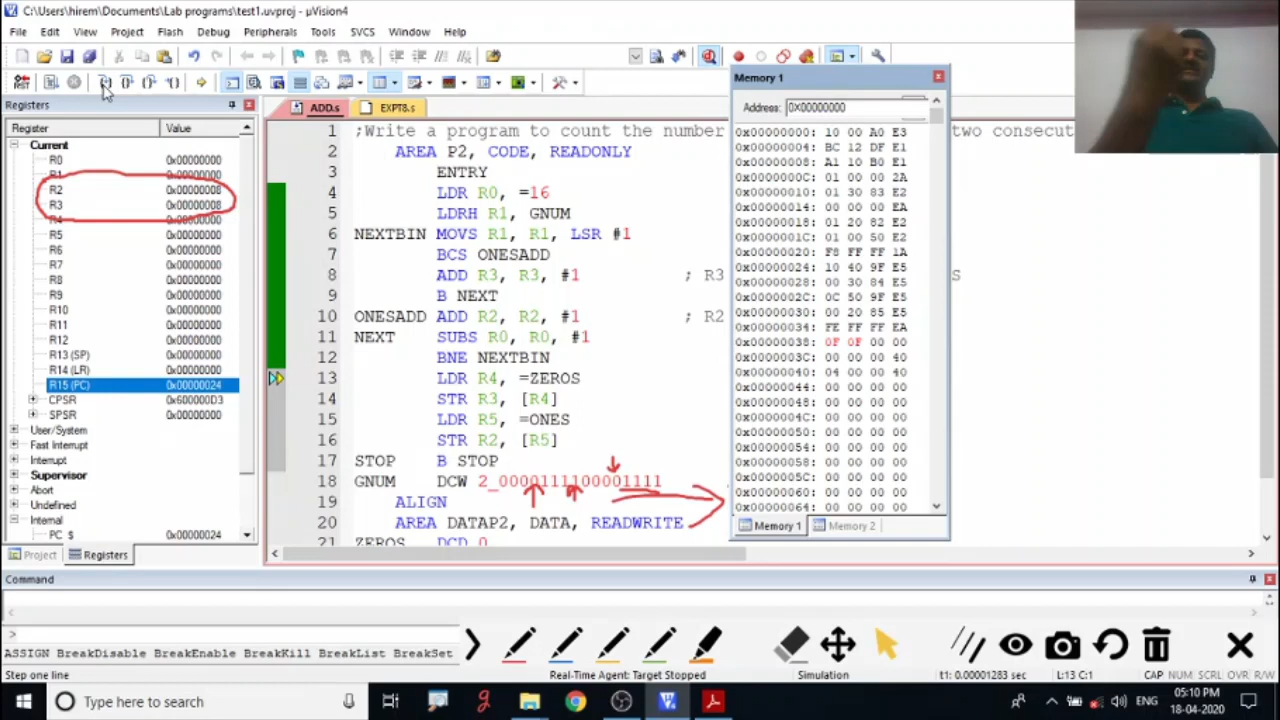 C:\Users\hirem\Documents\Lab programs\test1.uvproj - µVision4
File Edit View Project Flash Debug Peripherals Tools SVCS Window Help
Registers
Register Value
Current
R0 0x00000000
R1 0x00000000
R2 0x00000008
R3 0x00000008
R4 0x00000000
R5 0x00000000
R6 0x00000000
R7 0x00000000
R8 0x00000000
R9 0x00000000
R10 0x00000000
R11 0x00000000
R12 0x00000000
R13 (SP) 0x00000000
R14 (LR) 0x00000000
R15 (PC) 0x00000024
CPSR 0x600000D3
SPSR 0x00000000
User/System
Fast Interrupt
Interrupt
Supervisor
Abort
Undefined
Internal
PC $ 0x00000024
Project Registers
ADD.s EXPT8.s
1 ;Write a program to count the number two consecut
2 AREA P2, CODE, READONLY
3 ENTRY
4 LDR R0, =16
5 LDRH R1, GNUM
6 NEXTBIN MOVS R1, R1, LSR #1
7 BCS ONESADD
8 ADD R3, R3, #1 ; R3 S
9 B NEXT
10 ONESADD ADD R2, R2, #1 ; R2
11 NEXT SUBS R0, R0, #1
12 BNE NEXTBIN
13 LDR R4, =ZEROS
14 STR R3, [R4]
15 LDR R5, =ONES
16 STR R2, [R5]
17 STOP B STOP
18 GNUM DCW 2_0000111100001111
19 ALIGN
20 AREA DATAP2, DATA, READWRITE
21 ZEROS DCD 0
Memory 1
Address: 0X00000000
0x00000000: 10 00 A0 E3
0x00000004: BC 12 DF E1
0x00000008: A1 10 B0 E1
0x0000000C: 01 00 00 2A
0x00000010: 01 30 83 E2
0x00000014: 00 00 00 EA
0x00000018: 01 20 82 E2
0x0000001C: 01 00 50 E2
0x00000020: F8 FF FF 1A
0x00000024: 10 40 9F E5
0x00000028: 00 30 84 E5
0x0000002C: 0C 50 9F E5
0x00000030: 00 20 85 E5
0x00000034: FE FF FF EA
0x00000038: 0F 0F 00 00
0x0000003C: 00 00 00 40
0x00000040: 04 00 00 40
0x00000044: 00 00 00 00
0x00000048: 00 00 00 00
0x0000004C: 00 00 00 00
0x00000050: 00 00 00 00
0x00000054: 00 00 00 00
0x00000058: 00 00 00 00
0x0000005C: 00 00 00 00
0x00000060: 00 00 00 00
0x00000064: 00 00 00 00
Memory 1 Memory 2
Command
>
ASSIGN BreakDisable BreakEnable BreakKill BreakList BreakSet
Step one line Real-Time Agent: Target Stopped Simulation t1: 0.00001283 sec L:13 C:1 CAP NUM SCRL OVR R/W
Type here to search
ENG
05:10 PM
18-04-2020